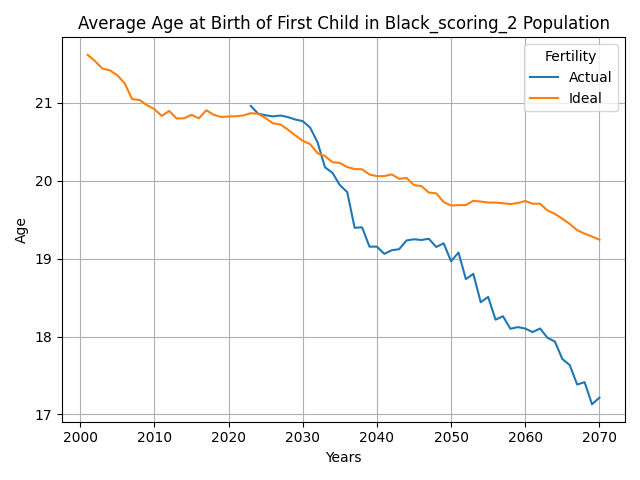 Average Age at Birth of First Child in Black_scoring_2 Population
Fertility
Actual
Ideal
Age
21
20
19
18
17
2000 2010 2020 2030 2040 2050 2060 2070
Years